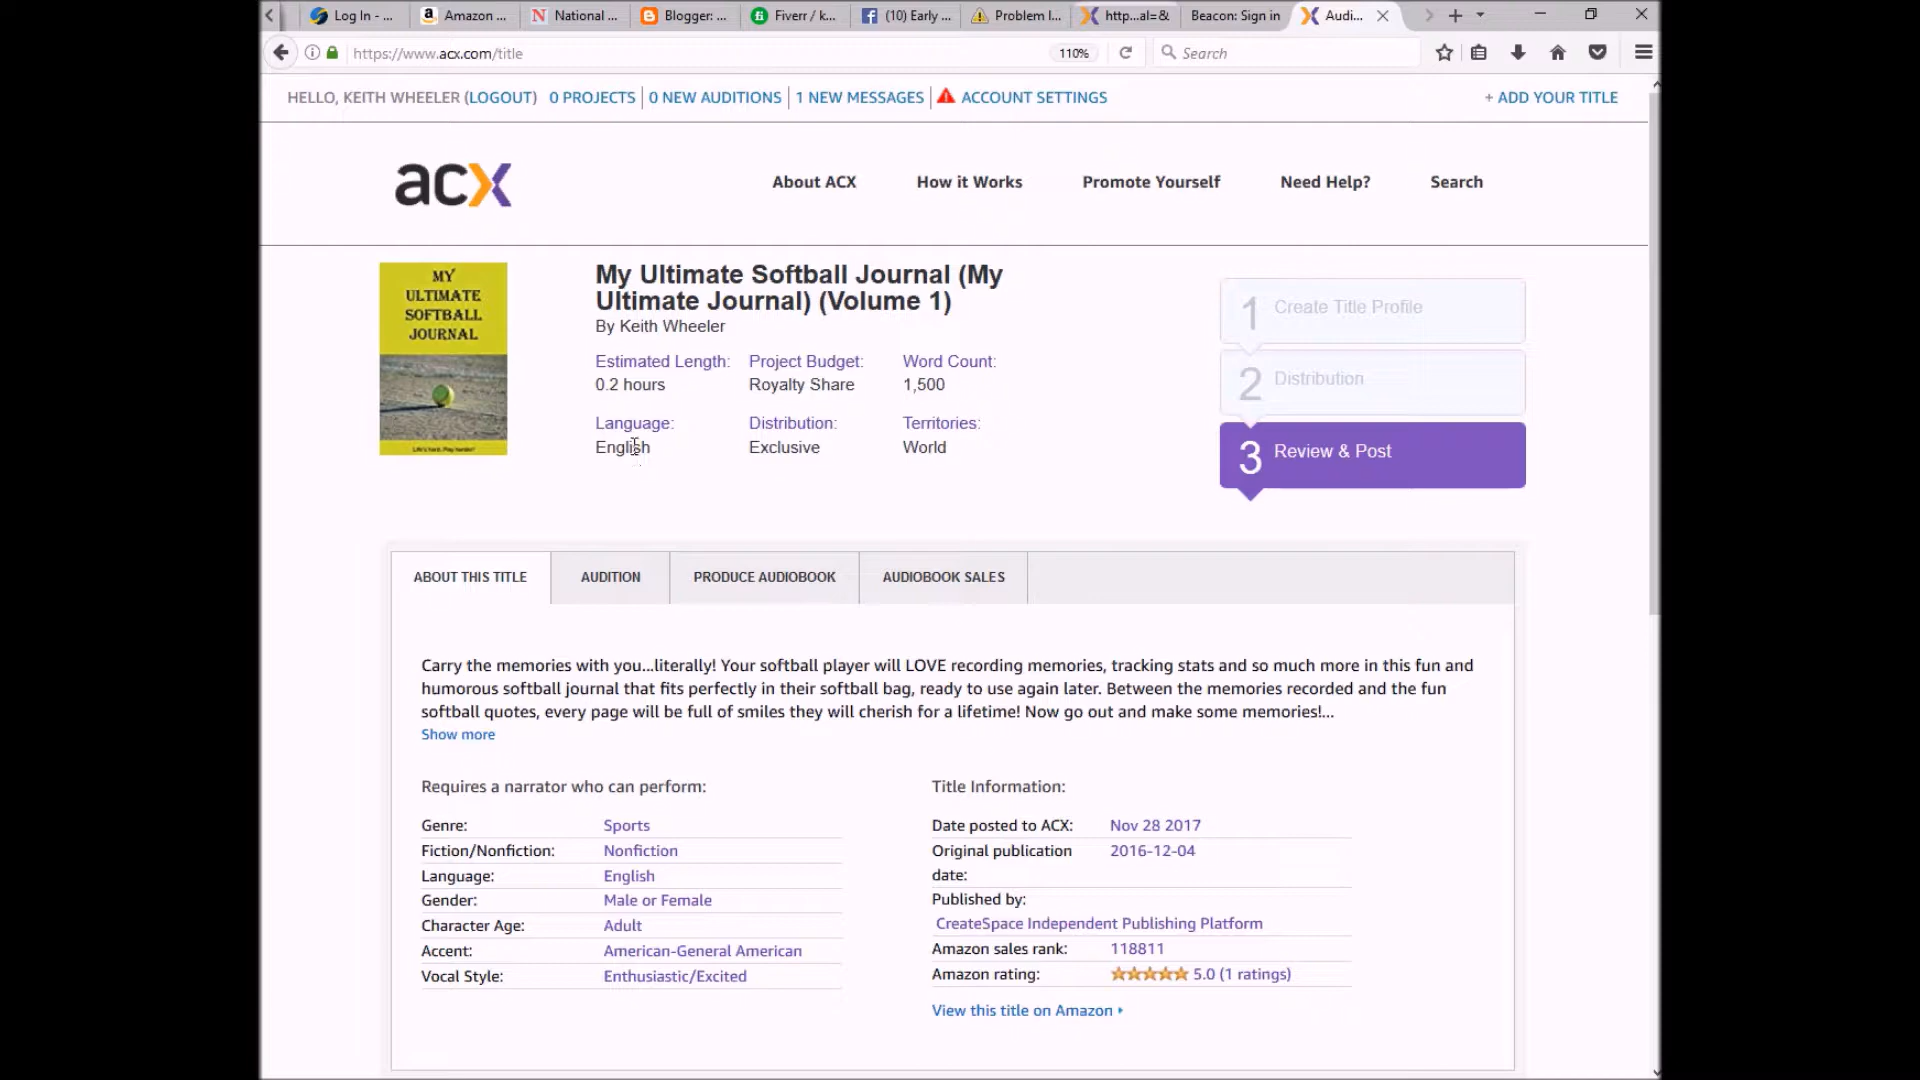 Log In - ...
Amazon ...
National ...
Blogger: ...
Fiverr / k...
(10) Early ...
Problem l...
http...al=&
Beacon: Sign in
Audi...
https://www.acx.com/title
110%
Search
HELLO, KEITH WHEELER (LOGOUT)
0 PROJECTS
0 NEW AUDITIONS
1 NEW MESSAGES
ACCOUNT SETTINGS
+ ADD YOUR TITLE
acx
About ACX
How it Works
Promote Yourself
Need Help?
Search
MY
ULTIMATE
SOFTBALL
JOURNAL
My Ultimate Softball Journal (My
Ultimate Journal) (Volume 1)
By Keith Wheeler
Estimated Length:
Project Budget:
Word Count:
0.2 hours
Royalty Share
1,500
Language:
Distribution:
Territories:
English
Exclusive
World
1 Create Title Profile
2 Distribution
3 Review & Post
ABOUT THIS TITLE
AUDITION
PRODUCE AUDIOBOOK
AUDIOBOOK SALES
Carry the memories with you...literally! Your softball player will LOVE recording memories, tracking stats and so much more in this fun and
humorous softball journal that fits perfectly in their softball bag, ready to use again later. Between the memories recorded and the fun
softball quotes, every page will be full of smiles they will cherish for a lifetime! Now go out and make some memories!...
Show more
Requires a narrator who can perform:
Genre: Sports
Fiction/Nonfiction: Nonfiction
Language: English
Gender: Male or Female
Character Age: Adult
Accent: American-General American
Vocal Style: Enthusiastic/Excited
Title Information:
Date posted to ACX: Nov 28 2017
Original publication 2016-12-04
date:
Published by:
CreateSpace Independent Publishing Platform
Amazon sales rank: 118811
Amazon rating: 5.0 (1 ratings)
View this title on Amazon